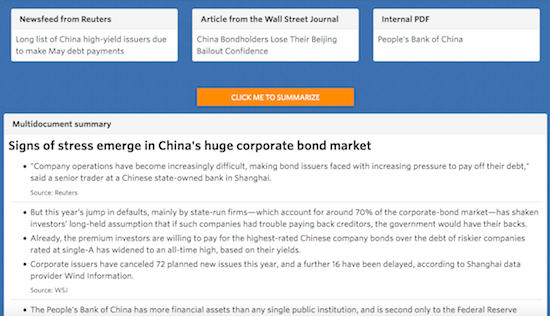 Newsfeed from Reuters
Long list of China high-yield issuers due
to make May debt payments
Article from the Wall Street Journal
China Bondholders Lose Their Beijing
Bailout Confidence
Internal PDF
People's Bank of China
CLICK ME TO SUMMARIZE
Multidocument summary
Signs of stress emerge in China's huge corporate bond market
• "Company operations have become increasingly difficult, making bond issuers faced with increasing pressure to pay off their debt,"
said a senior trader at a Chinese state-owned bank in Shanghai.
Source: Reuters
• But this year's jump in defaults, mainly by state-run firms—which account for around 70% of the corporate-bond market—has shaken
investors' long-held assumption that if such companies had trouble paying back creditors, the government would have their backs.
• Already, the premium investors are willing to pay for the highest-rated Chinese company bonds over the debt of riskier companies
rated at single-A has widened to an all-time high, based on their yields.
• Corporate issuers have canceled 72 planned new issues this year, and a further 16 have been delayed, according to Shanghai data
provider Wind Information.
Source: WSJ
• The People's Bank of China has more financial assets than any single public institution, and is second only to the Federal Reserve